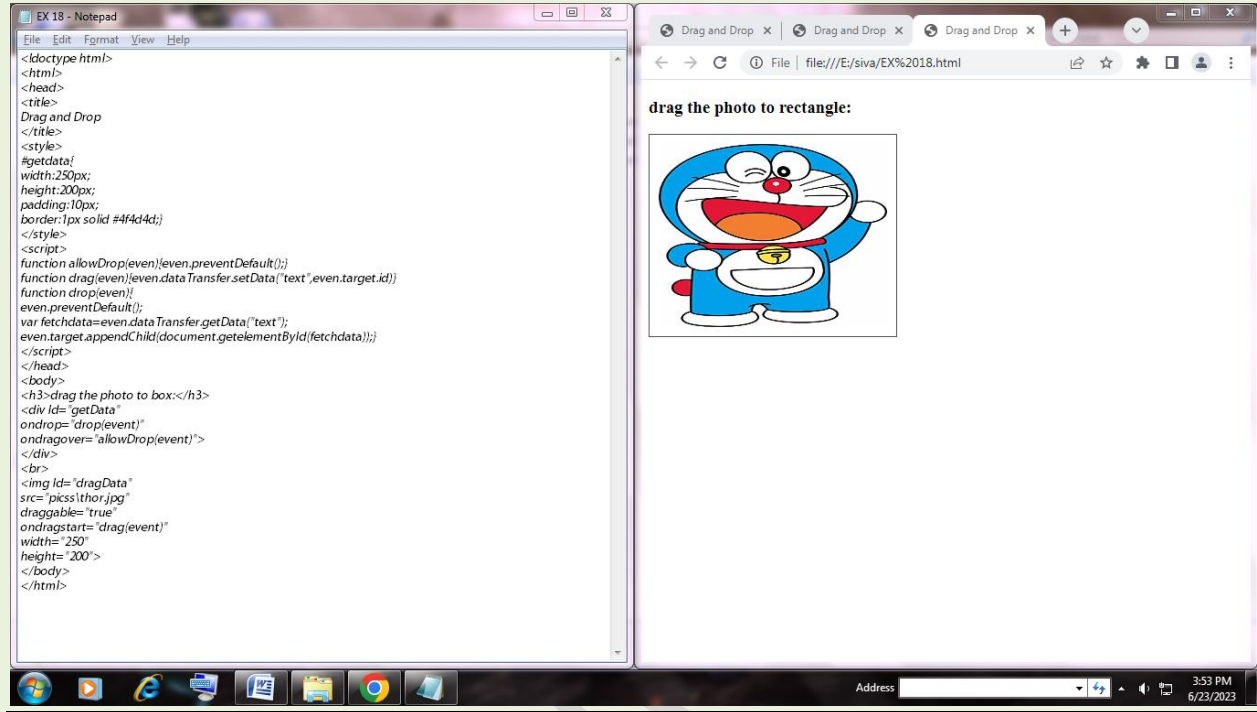 EX 18 - Notepad
File Edit Format View Help
<!doctype html>
<html>
<head>
<title>
Drag and Drop
</title>
<style>
#getdata{
width:250px;
height:200px;
padding:10px;
border:1px solid #4f4d4d;}
</style>
<script>
function allowDrop(even){even.preventDefault();}
function drag(even){even.dataTransfer.setData("text",even.target.id)}
function drop(even){
even.preventDefault();
var fetchdata=even.dataTransfer.getData("text");
even.target.appendChild(document.getelementById(fetchdata));}
</script>
</head>
<body>
<h3>drag the photo to box:</h3>
<div Id="getData"
ondrop="drop(event)"
ondragover="allowDrop(event)">
</div>
<br>
<img Id="dragData"
src="picss\thor.jpg"
draggable="true"
ondragstart="drag(event)"
width="250"
height="200">
</body>
</html>
Drag and Drop Drag and Drop Drag and Drop
File file:///E:/siva/EX%2018.html
drag the photo to rectangle:
Address
3:53 PM
6/23/2023